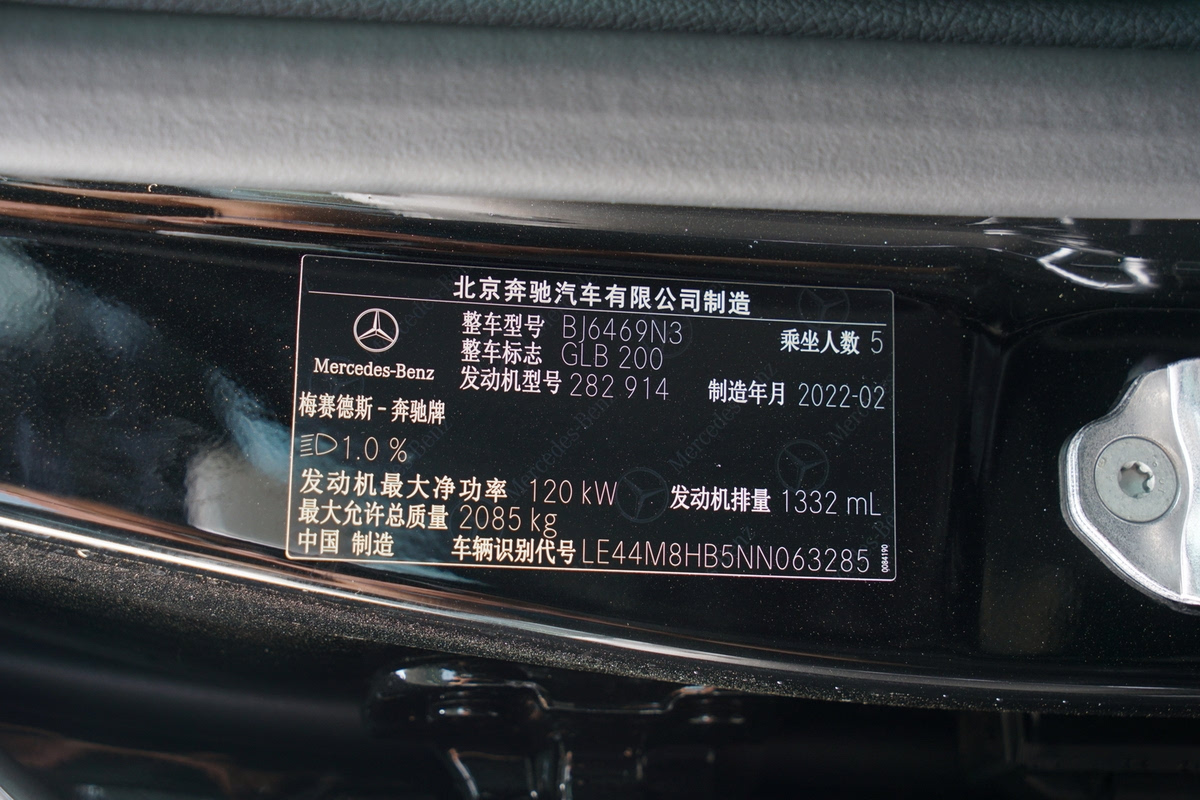 北京奔驰汽车有限公司制造
Mercedes-Benz
整车型号 BJ6469N3 乘坐人数 5
整车标志 GLB 200
发动机型号 282 914 制造年月 2022-02
梅赛德斯-奔驰牌
1.0 %
发动机最大净功率 120 kW 发动机排量 1332 mL
最大允许总质量 2085 kg
中国 制造 车辆识别代号 LE44M8HB5NN063285
0084190